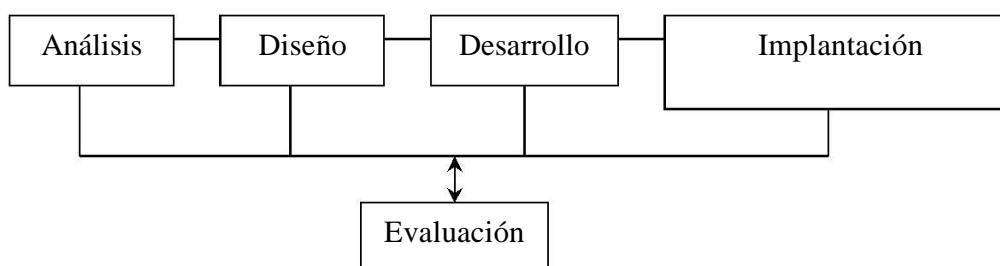 Análisis
Diseño
Desarrollo
Implantación
Evaluación